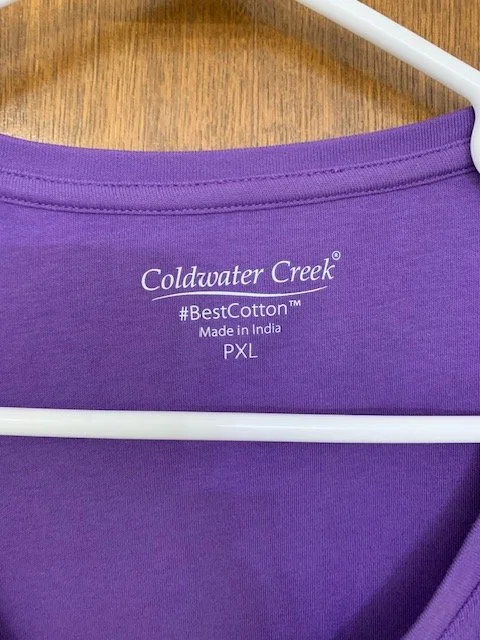 Coldwater Creek®
#BestCotton™
Made in India
PXL